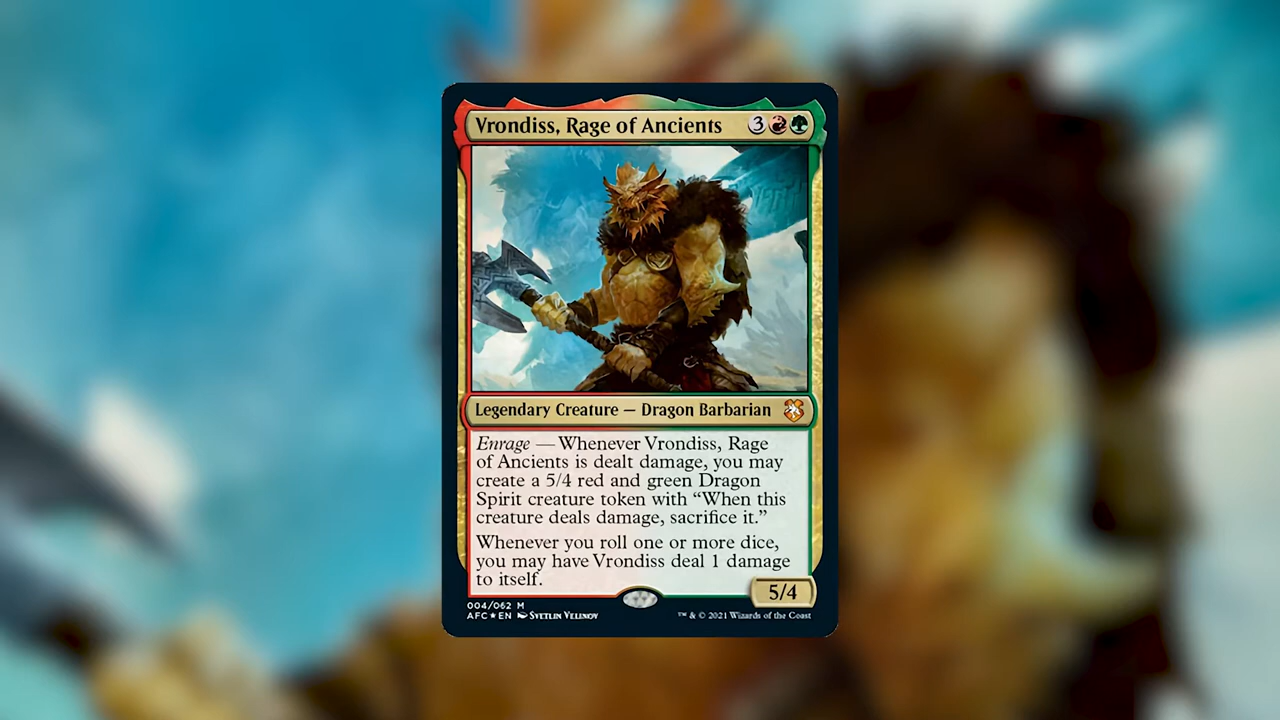 Vrondiss, Rage of Ancients 3
Legendary Creature — Dragon Barbarian
Enrage — Whenever Vrondiss, Rage
of Ancients is dealt damage, you may
create a 5/4 red and green Dragon
Spirit creature token with “When this
creature deals damage, sacrifice it.”
Whenever you roll one or more dice,
you may have Vrondiss deal 1 damage
to itself.
5/4
004/062 M
AFC★EN Svetlin Velinov
™ & © 2021 Wizards of the Coast